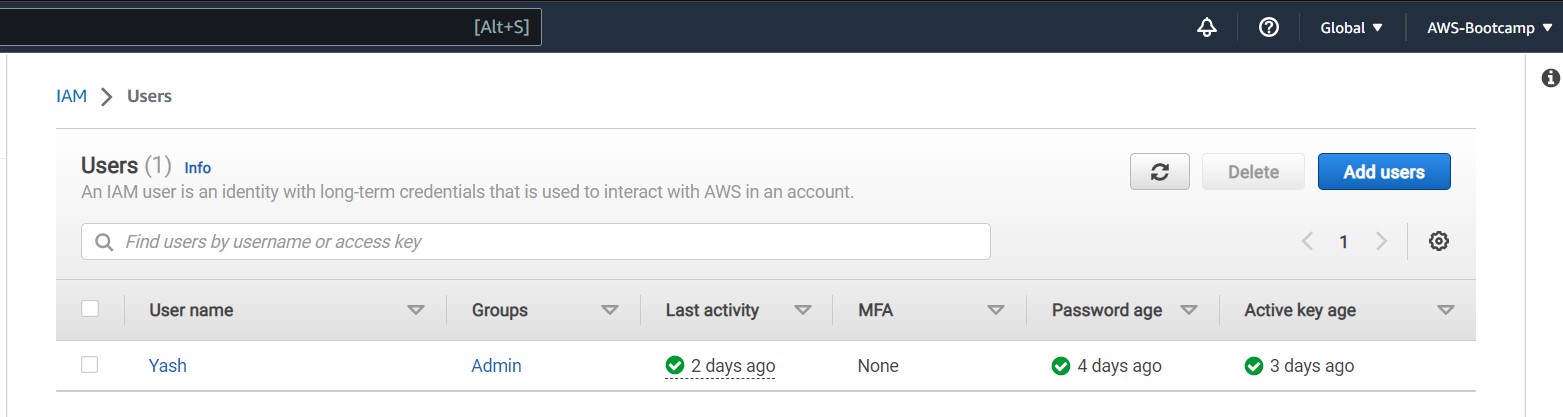 [Alt+S] Global AWS-Bootcamp
IAM Users
Users (1) Info
Delete Add users
An IAM user is an identity with long-term credentials that is used to interact with AWS in an account.
Find users by username or access key
1
User name Groups Last activity MFA Password age Active key age
Yash Admin 2 days ago None 4 days ago 3 days ago